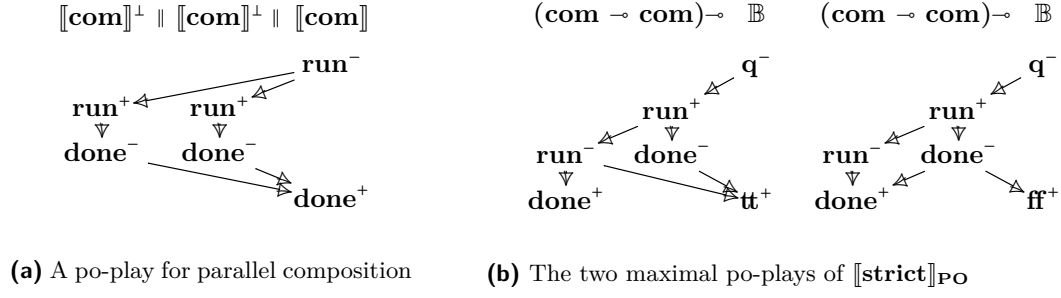 ⟦com⟧⊥ ∥ ⟦com⟧⊥ ∥ ⟦com⟧ (com ⊸ com)⊸ 𝔹 (com ⊸ com)⊸ 𝔹
run⁻ q⁻ q⁻
run⁺ run⁺ run⁺ run⁺
done⁻ done⁻ run⁻ done⁻ run⁻ done⁻
done⁺ done⁺ tt⁺ done⁺ ff⁺
(a) A po-play for parallel composition (b) The two maximal po-plays of ⟦strict⟧PO